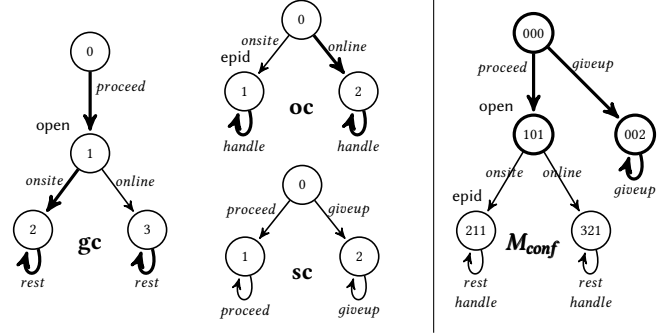 0
proceed
open
1
onsite online
2 3
gc
rest rest
0
onsite online
epid
1 2
oc
handle handle
0
proceed giveup
1 2
sc
proceed giveup
000
proceed giveup
open
101 002
onsite online giveup
epid
211 321
M_conf
rest rest
handle handle